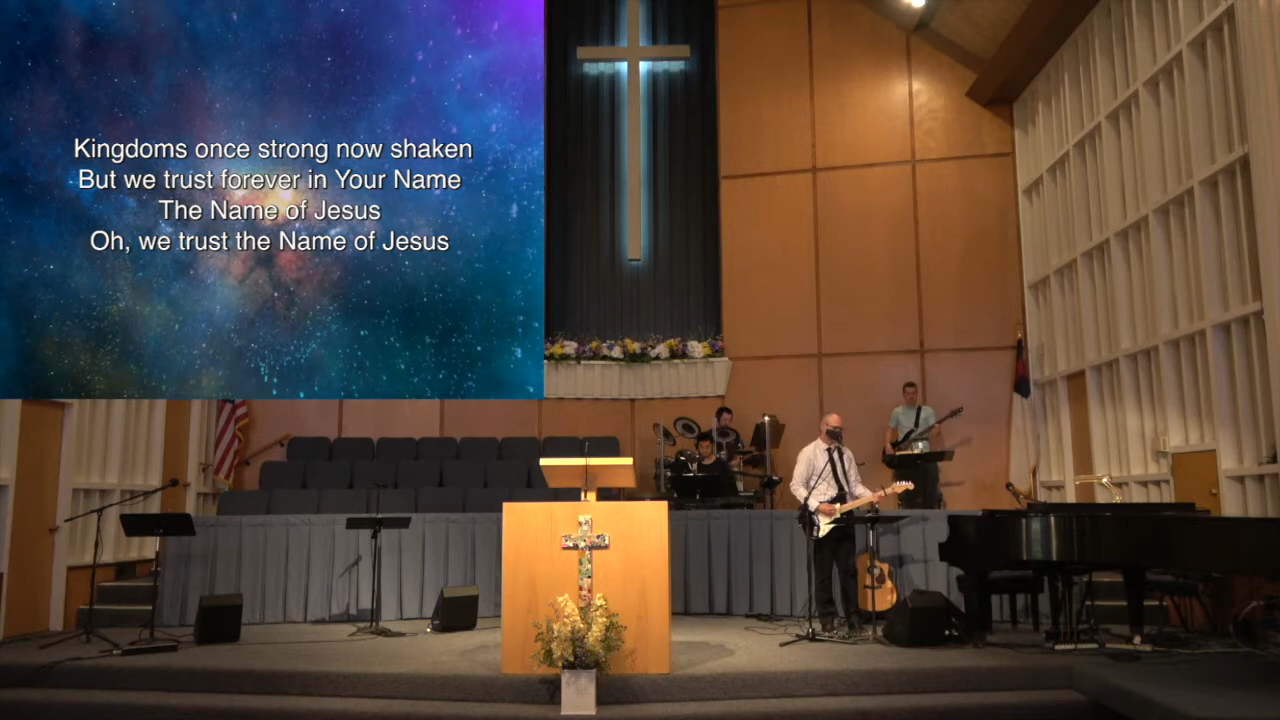 Kingdoms once strong now shaken
But we trust forever in Your Name
The Name of Jesus
Oh, we trust the Name of Jesus